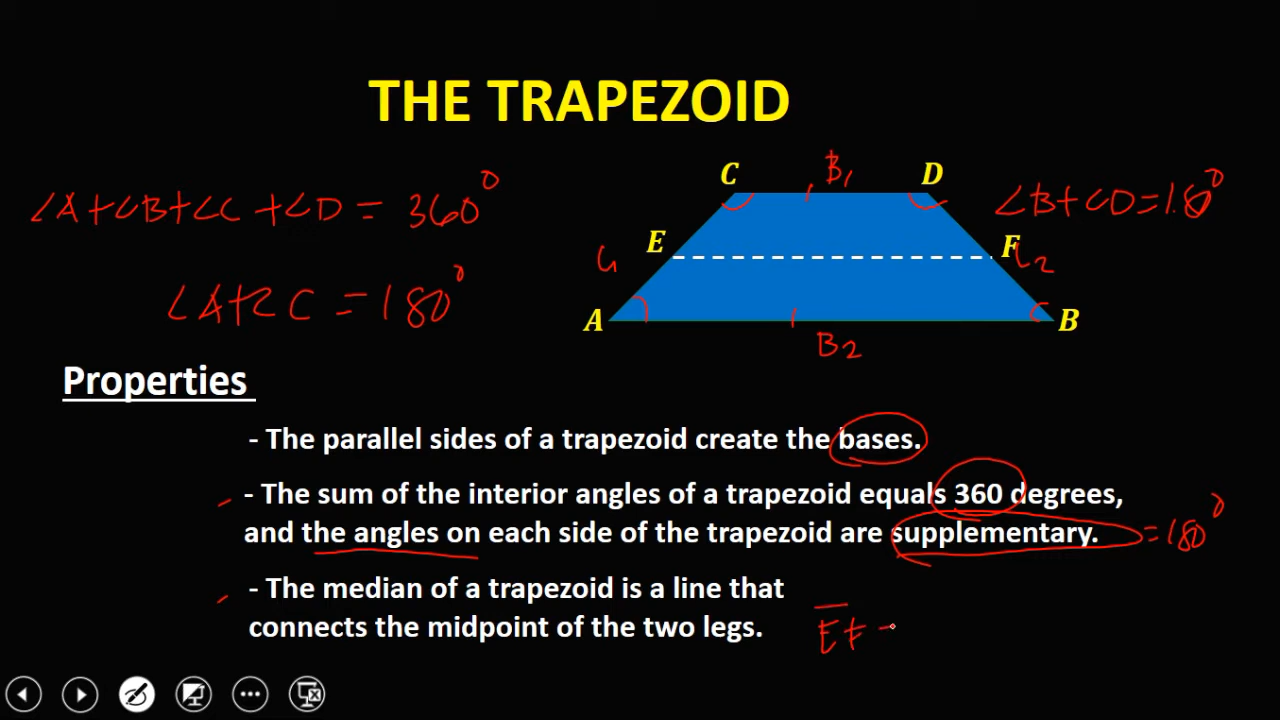 THE TRAPEZOID
C B₁ D
∠A+∠B+∠C+∠D = 360°
∠B+∠D=180°
E F
L₂
∠A+∠C = 180°
A B
B₂
Properties
- The parallel sides of a trapezoid create the bases.
- The sum of the interior angles of a trapezoid equals 360 degrees,
and the angles on each side of the trapezoid are supplementary. =180°
- The median of a trapezoid is a line that
connects the midpoint of the two legs.
EF -